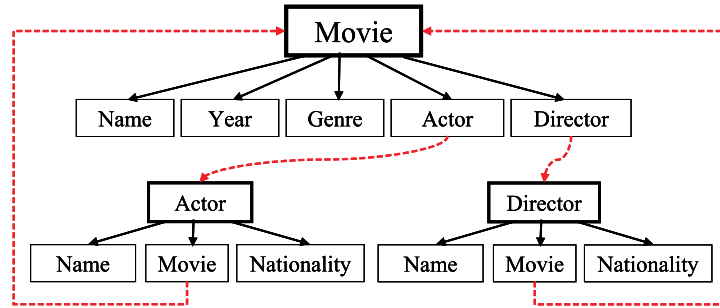 Movie
Name Year Genre Actor Director
Actor Director
Name Movie Nationality Name Movie Nationality